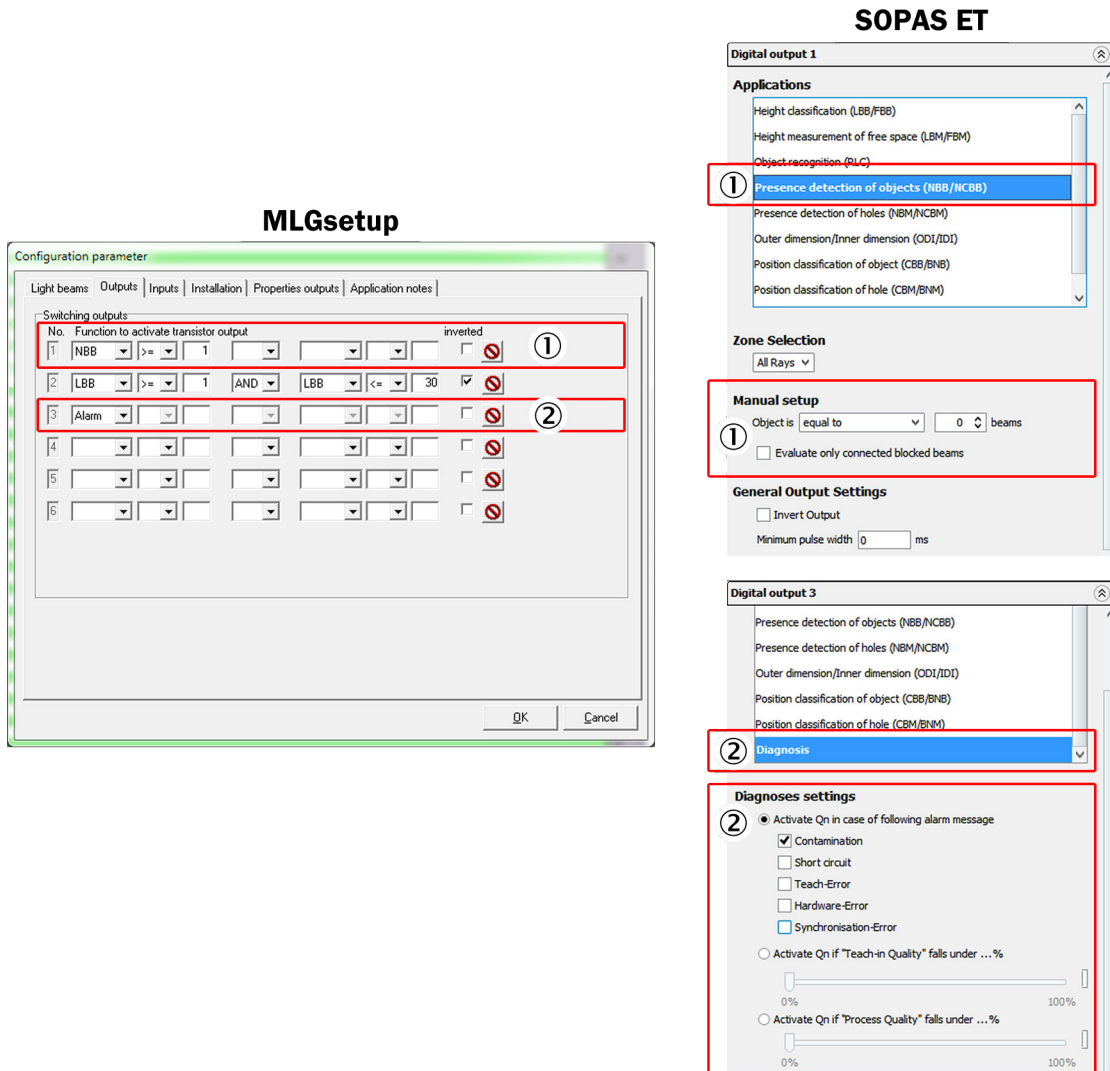 SOPAS ET
Digital output 1
Applications
Height classification (LBB/FBB)
Height measurement of free space (LBM/FBM)
Object recognition (RLC)
① Presence detection of objects (NBB/NCBB)
Presence detection of holes (NBM/NCBM)
Outer dimension/Inner dimension (ODI/IDI)
Position classification of object (CBB/BNB)
Position classification of hole (CBM/BNM)
Zone Selection
All Rays
Manual setup
① Object is equal to 0 beams
Evaluate only connected blocked beams
General Output Settings
Invert Output
Minimum pulse width 0 ms
MLGsetup
Configuration parameter
Light beams Outputs Inputs Installation Properties outputs Application notes
Switching outputs
No. Function to activate transistor output inverted
1 NBB >= 1 ①
2 LBB >= 1 AND LBB <= 30
3 Alarm ②
4
5
6
OK Cancel
Digital output 3
Presence detection of objects (NBB/NCBB)
Presence detection of holes (NBM/NCBM)
Outer dimension/Inner dimension (ODI/IDI)
Position classification of object (CBB/BNB)
Position classification of hole (CBM/BNM)
② Diagnosis
Diagnoses settings
② Activate Qn in case of following alarm message
Contamination
Short circuit
Teach-Error
Hardware-Error
Synchronisation-Error
Activate Qn if "Teach-in Quality" falls under ...%
0% 100%
Activate Qn if "Process Quality" falls under ...%
0% 100%